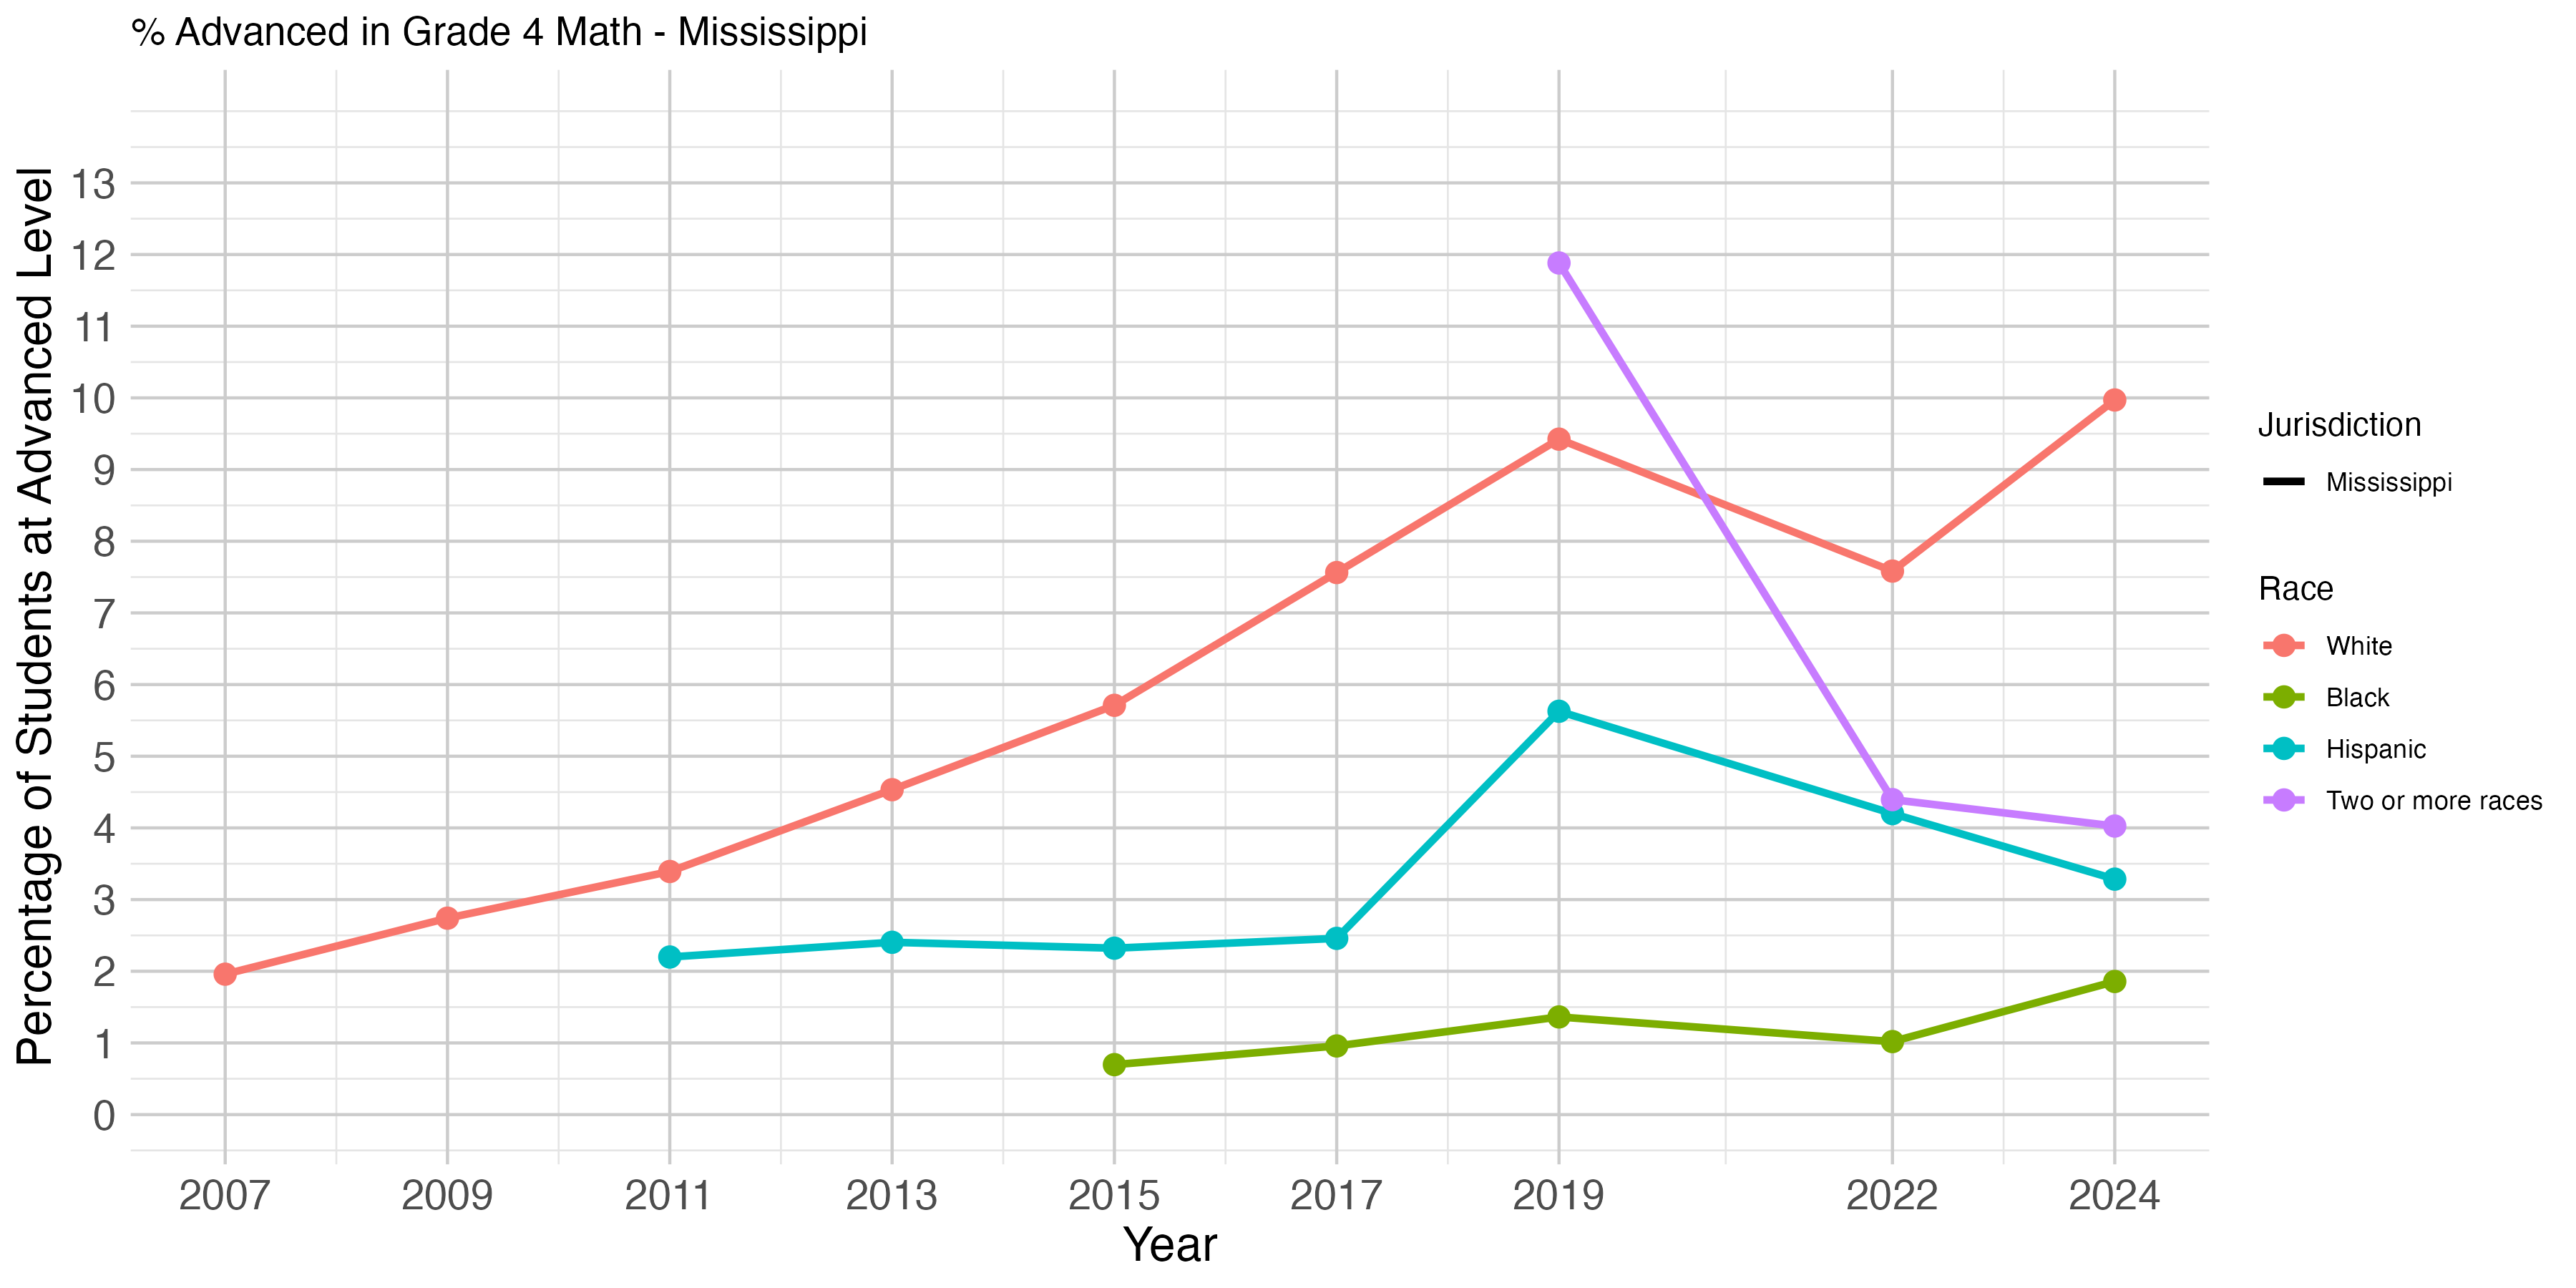 % Advanced in Grade 4 Math - Mississippi
Percentage of Students at Advanced Level
13
12
11
10
9
8
7
6
5
4
3
2
1
0
2007 2009 2011 2013 2015 2017 2019 2022 2024
Year
Jurisdiction
Mississippi
Race
White
Black
Hispanic
Two or more races